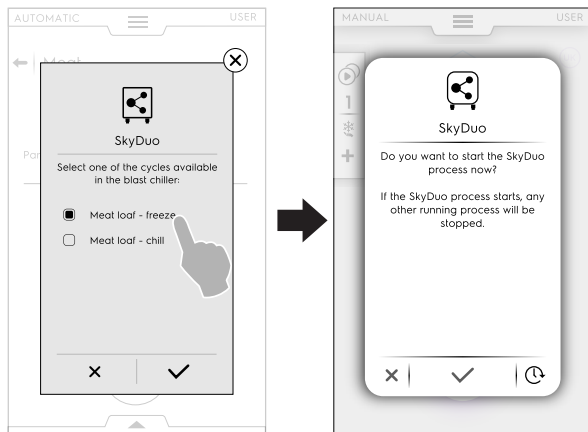 AUTOMATIC
USER
Meat
SkyDuo
Select one of the cycles available
in the blast chiller:
Meat loaf - freeze
Meat loaf - chill
MANUAL
USER
1
SkyDuo
Do you want to start the SkyDuo
process now?
If the SkyDuo process starts, any
other running process will be
stopped.